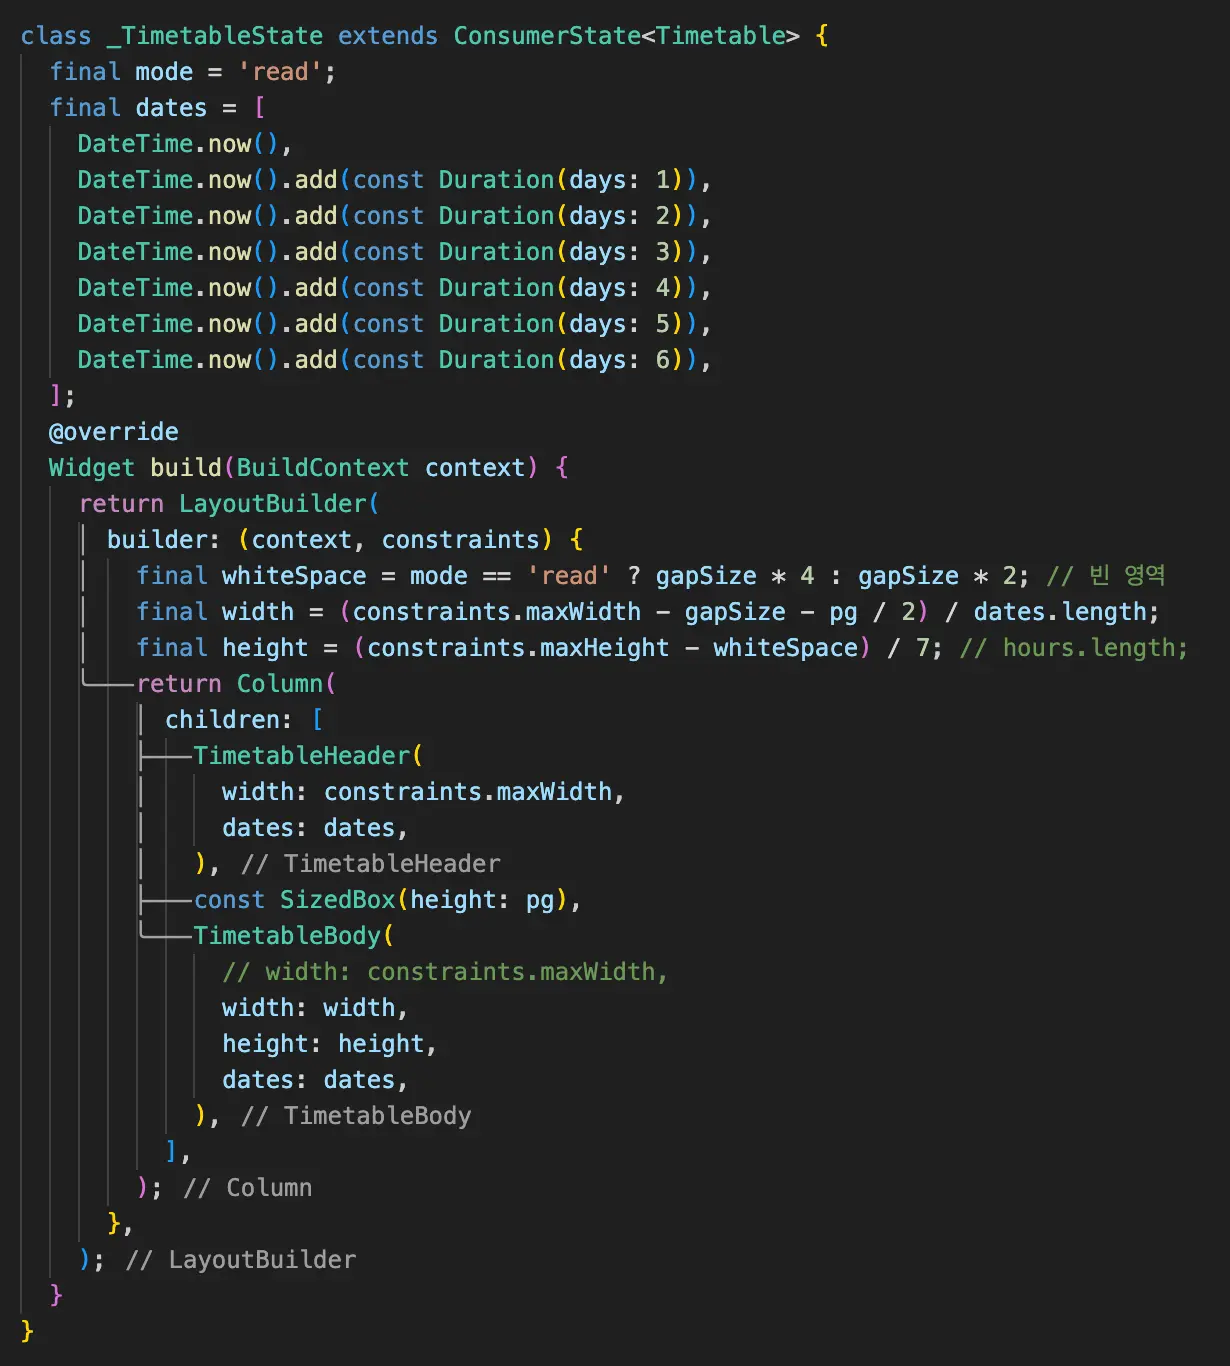 class _TimetableState extends ConsumerState<Timetable> {
final mode = 'read';
final dates = [
DateTime.now(),
DateTime.now().add(const Duration(days: 1)),
DateTime.now().add(const Duration(days: 2)),
DateTime.now().add(const Duration(days: 3)),
DateTime.now().add(const Duration(days: 4)),
DateTime.now().add(const Duration(days: 5)),
DateTime.now().add(const Duration(days: 6)),
];
@override
Widget build(BuildContext context) {
return LayoutBuilder(
builder: (context, constraints) {
final whiteSpace = mode == 'read' ? gapSize * 4 : gapSize * 2; // 빈 영역
final width = (constraints.maxWidth - gapSize - pg / 2) / dates.length;
final height = (constraints.maxHeight - whiteSpace) / 7; // hours.length;
return Column(
children: [
TimetableHeader(
width: constraints.maxWidth,
dates: dates,
), // TimetableHeader
const SizedBox(height: pg),
TimetableBody(
// width: constraints.maxWidth,
width: width,
height: height,
dates: dates,
), // TimetableBody
],
); // Column
},
); // LayoutBuilder
}
}